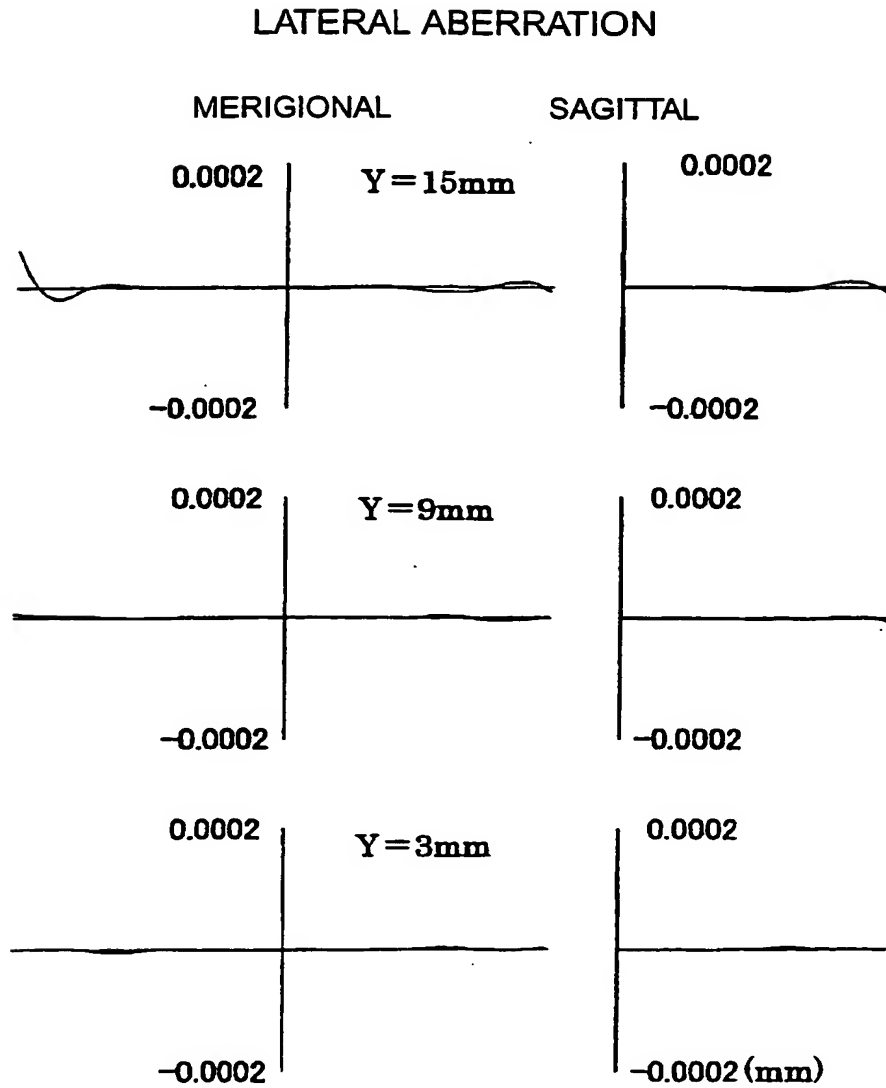 LATERAL ABERRATION
MERIGIONAL SAGITTAL
0.0002 Y=15mm 0.0002
-0.0002 -0.0002
0.0002 Y=9mm 0.0002
-0.0002 -0.0002
0.0002 Y=3mm 0.0002
-0.0002 -0.0002 (mm)